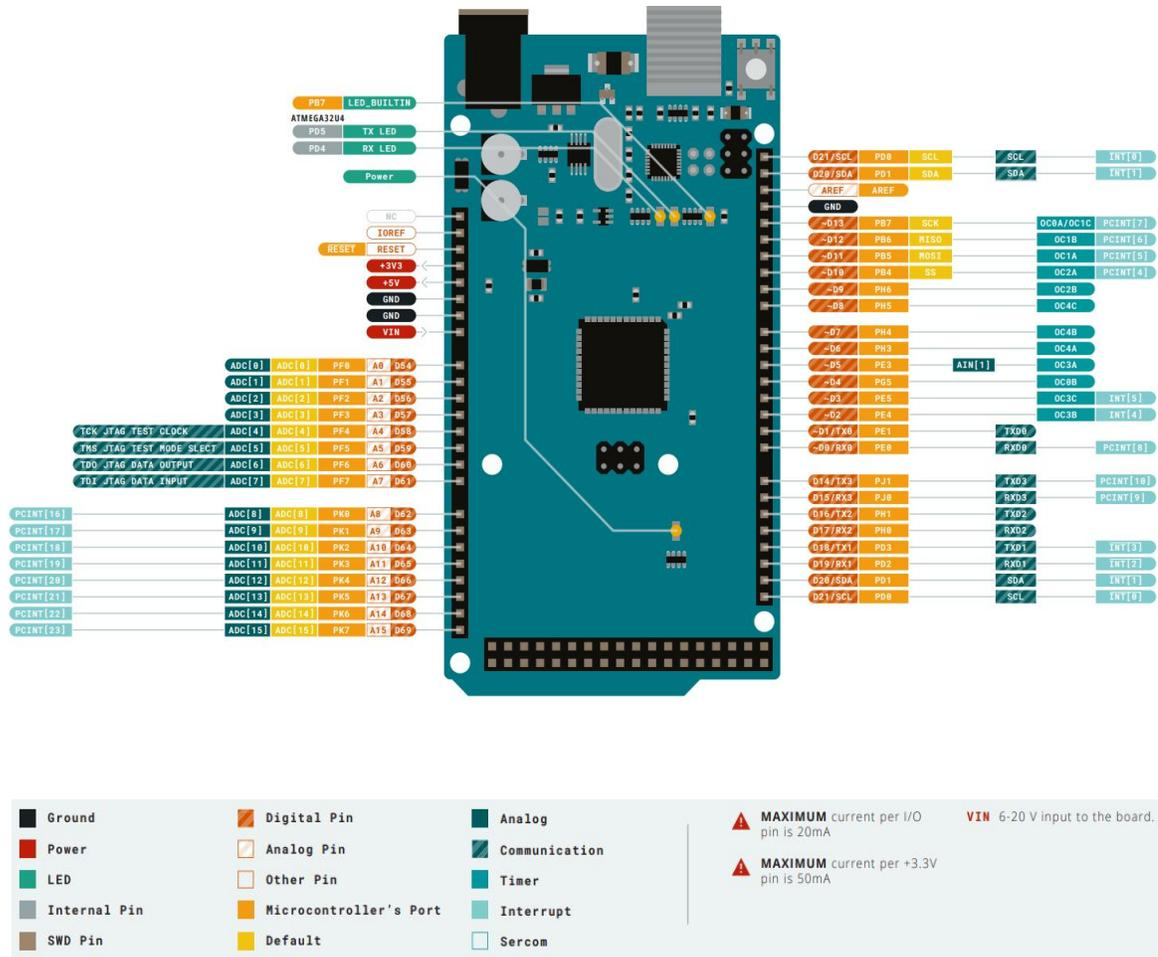 PB7 LED_BUILTIN
ATMEGA32U4
PD5 TX LED
PD4 RX LED
Power
NC
IOREF
RESET RESET
+3V3
+5V
GND
GND
VIN
ADC[0] ADC[0] PF0 A0 D54
ADC[1] ADC[1] PF1 A1 D55
ADC[2] ADC[2] PF2 A2 D56
ADC[3] ADC[3] PF3 A3 D57
TCK JTAG TEST CLOCK ADC[4] ADC[4] PF4 A4 D58
TMS JTAG TEST MODE SLECT ADC[5] ADC[5] PF5 A5 D59
TDO JTAG DATA OUTPUT ADC[6] ADC[6] PF6 A6 D60
TDI JTAG DATA INPUT ADC[7] ADC[7] PF7 A7 D61
PCINT[16] ADC[8] ADC[8] PK0 A8 D62
PCINT[17] ADC[9] ADC[9] PK1 A9 D63
PCINT[18] ADC[10] ADC[10] PK2 A10 D64
PCINT[19] ADC[11] ADC[11] PK3 A11 D65
PCINT[20] ADC[12] ADC[12] PK4 A12 D66
PCINT[21] ADC[13] ADC[13] PK5 A13 D67
PCINT[22] ADC[14] ADC[14] PK6 A14 D68
PCINT[23] ADC[15] ADC[15] PK7 A15 D69
D21/SCL PD0 SCL SCL INT[0]
D20/SDA PD1 SDA SDA INT[1]
AREF AREF
GND
~D13 PB7 SCK OC0A/OC1C PCINT[7]
~D12 PB6 MISO OC1B PCINT[6]
~D11 PB5 MOSI OC1A PCINT[5]
~D10 PB4 SS OC2A PCINT[4]
~D9 PH6 OC2B
~D8 PH5 OC4C
~D7 PH4 OC4B
~D6 PH3 OC4A
~D5 PE3 AIN[1] OC3A
~D4 PG5 OC0B
~D3 PE5 OC3C INT[5]
~D2 PE4 OC3B INT[4]
~D1/TX0 PE1 TXD0
~D0/RX0 PE0 RXD0 PCINT[8]
D14/TX3 PJ1 TXD3 PCINT[10]
D15/RX3 PJ0 RXD3 PCINT[9]
D16/TX2 PH1 TXD2
D17/RX2 PH0 RXD2
D18/TX1 PD3 TXD1 INT[3]
D19/RX1 PD2 RXD1 INT[2]
D20/SDA PD1 SDA INT[1]
D21/SCL PD0 SCL INT[0]
Ground
Power
LED
Internal Pin
SWD Pin
Digital Pin
Analog Pin
Other Pin
Microcontroller's Port
Default
Analog
Communication
Timer
Interrupt
Sercom
MAXIMUM current per I/O
pin is 20mA
MAXIMUM current per +3.3V
pin is 50mA
VIN 6-20 V input to the board.